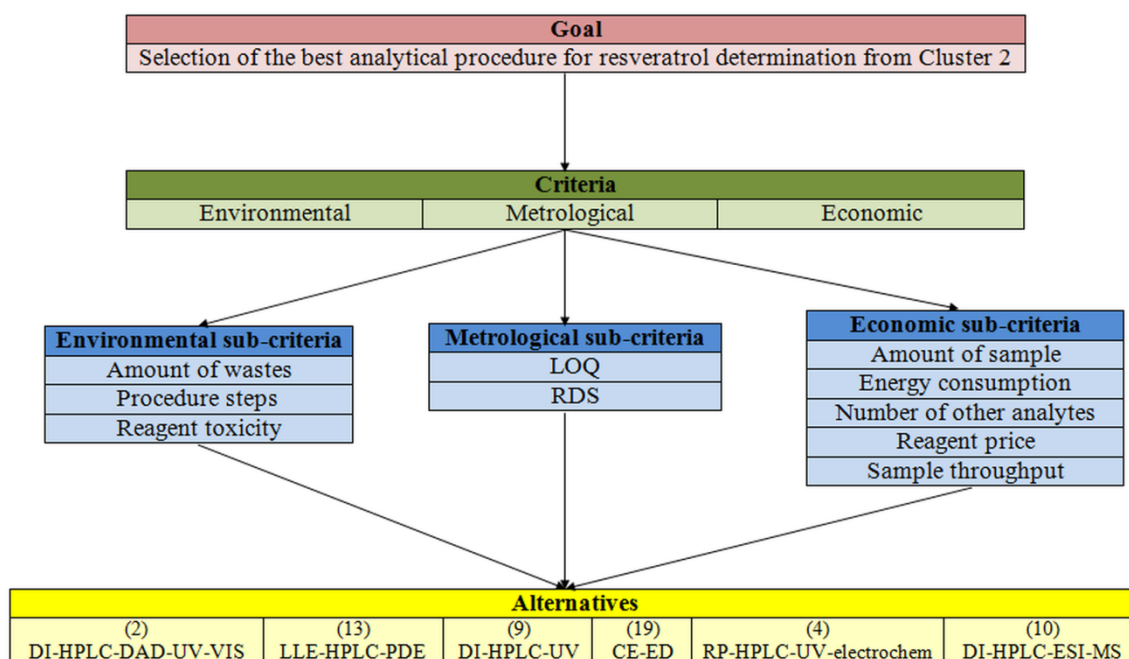 Goal
Selection of the best analytical procedure for resveratrol determination from Cluster 2
Criteria
Environmental Metrological Economic
Environmental sub-criteria
Amount of wastes
Procedure steps
Reagent toxicity
Metrological sub-criteria
LOQ
RDS
Economic sub-criteria
Amount of sample
Energy consumption
Number of other analytes
Reagent price
Sample throughput
Alternatives
(2) (13) (9) (19) (4) (10)
DI-HPLC-DAD-UV-VIS LLE-HPLC-PDE DI-HPLC-UV CE-ED RP-HPLC-UV-electrochem DI-HPLC-ESI-MS